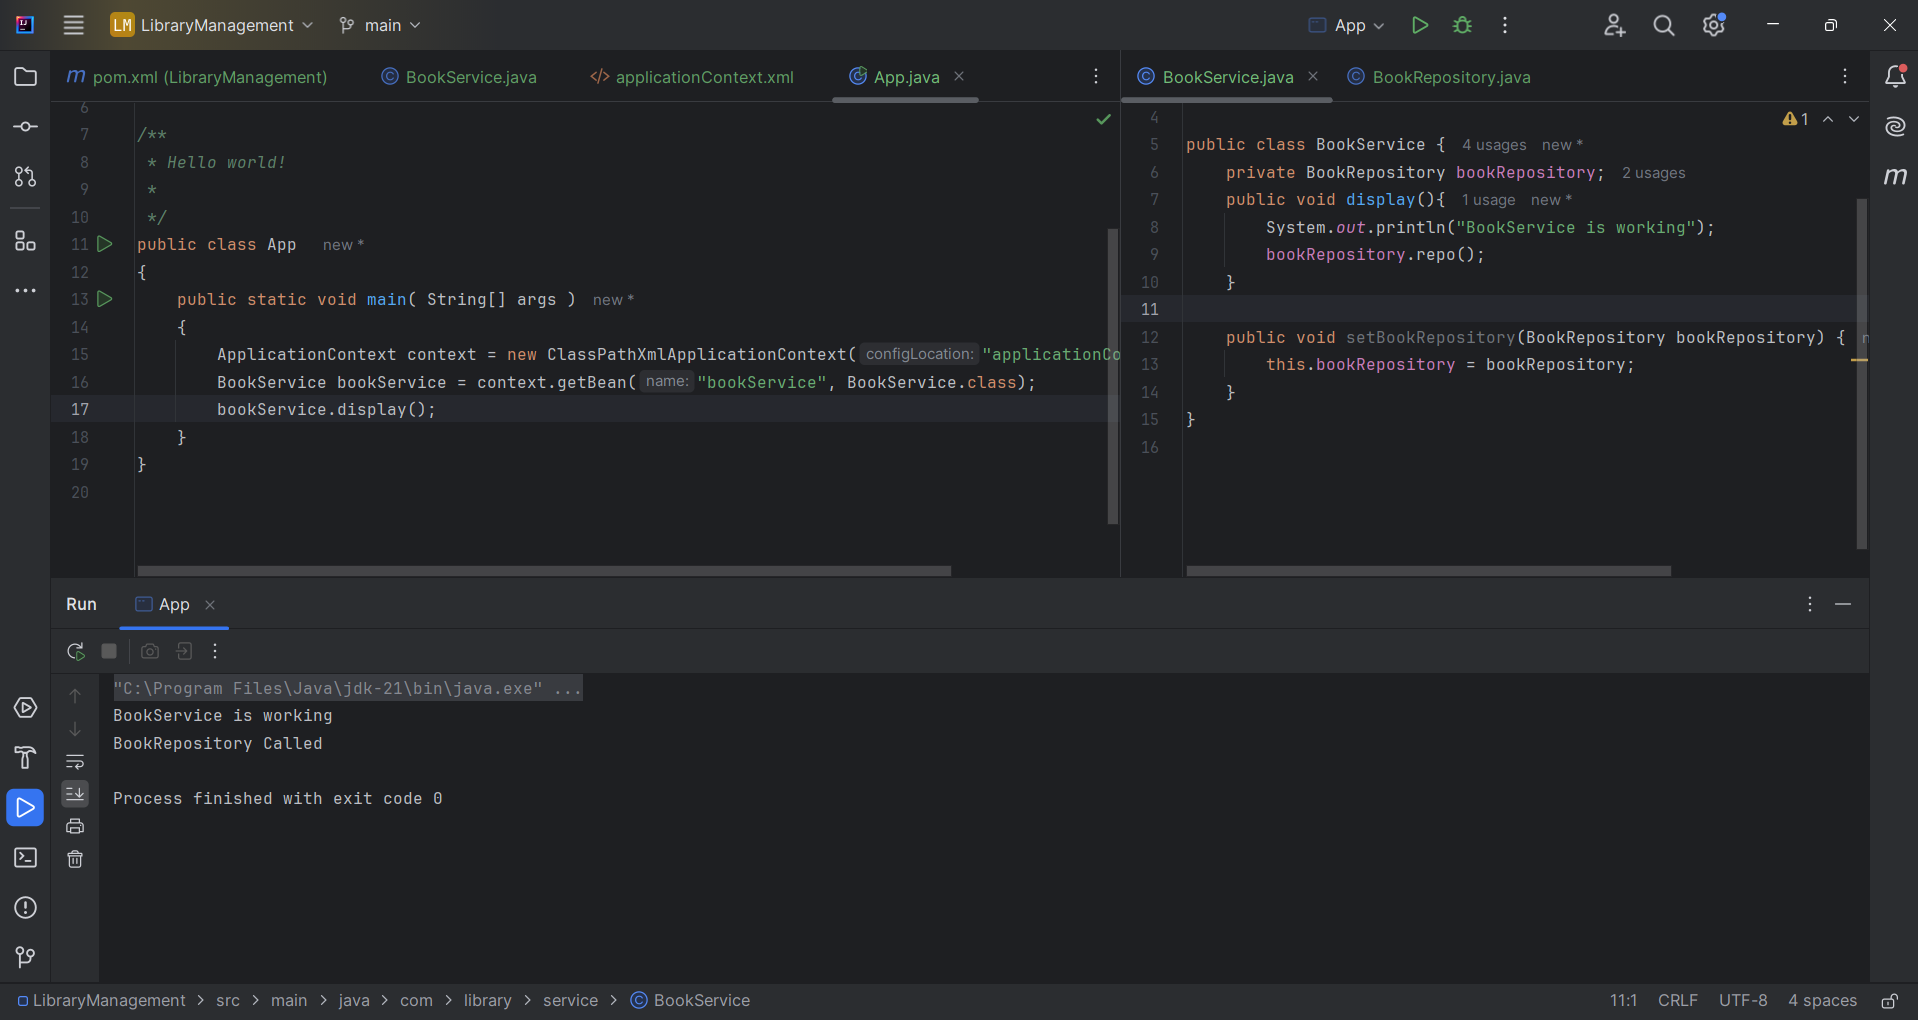 LM LibraryManagement main App
pom.xml (LibraryManagement) BookService.java applicationContext.xml App.java
6
7 /**
8 * Hello world!
9 *
10 */
11 public class App new *
12 {
13 public static void main( String[] args ) new *
14 {
15 ApplicationContext context = new ClassPathXmlApplicationContext( configLocation: "applicationCo
16 BookService bookService = context.getBean( name: "bookService", BookService.class);
17 bookService.display();
18 }
19 }
20
BookService.java BookRepository.java
4 1
5 public class BookService { 4 usages new *
6 private BookRepository bookRepository; 2 usages
7 public void display(){ 1 usage new *
8 System.out.println("BookService is working");
9 bookRepository.repo();
10 }
11
12 public void setBookRepository(BookRepository bookRepository) { n
13 this.bookRepository = bookRepository;
14 }
15 }
16
Run App
"C:\Program Files\Java\jdk-21\bin\java.exe" ...
BookService is working
BookRepository Called
Process finished with exit code 0
LibraryManagement > src > main > java > com > library > service > BookService 11:1 CRLF UTF-8 4 spaces